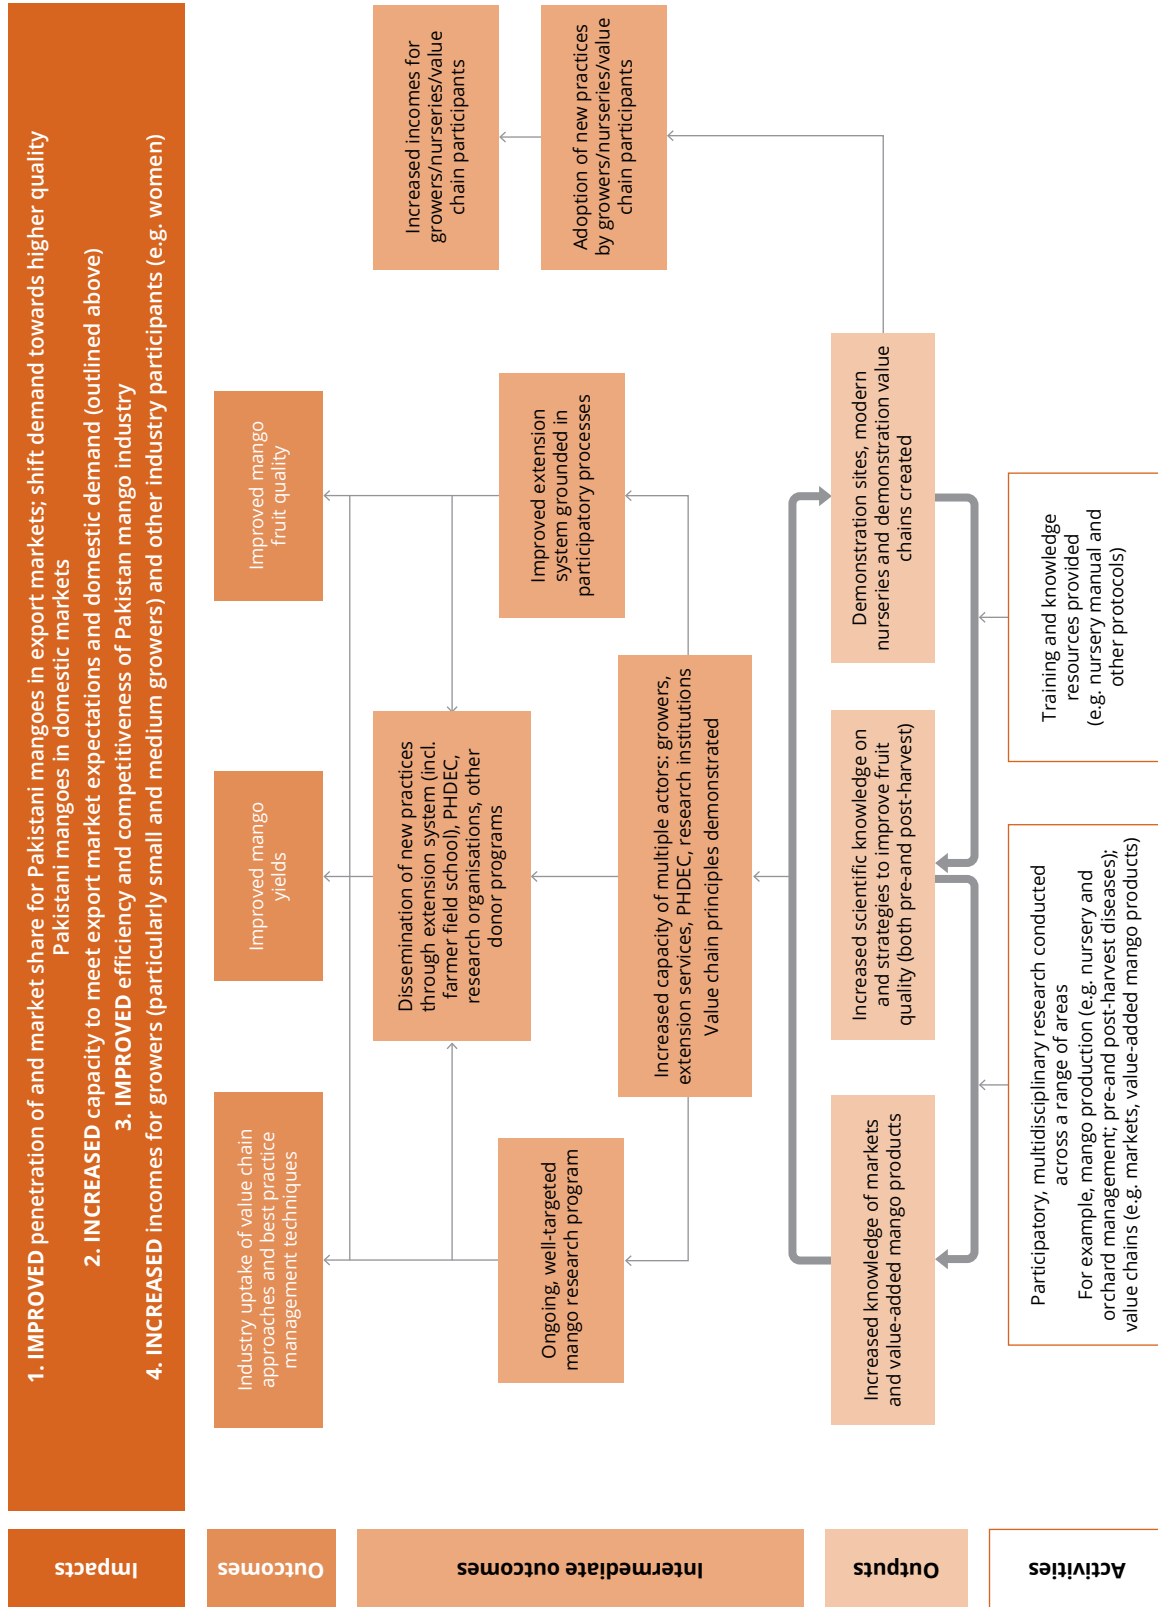 Impacts
1. IMPROVED penetration of and market share for Pakistani mangoes in export markets; shift demand towards higher quality
Pakistani mangoes in domestic markets
2. INCREASED capacity to meet export market expectations and domestic demand (outlined above)
3. IMPROVED efficiency and competitiveness of Pakistan mango industry
4. INCREASED incomes for growers (particularly small and medium growers) and other industry participants (e.g. women)
Outcomes
Industry uptake of value chain
approaches and best practice
management techniques
Improved mango
yields
Improved mango
fruit quality
Intermediate outcomes
Increased incomes for
growers/nurseries/value
chain participants
Dissemination of new practices
through extension system (incl.
farmer field school), PHDEC,
research organisations, other
donor programs
Ongoing, well-targeted
mango research program
Improved extension
system grounded in
participatory processes
Adoption of new practices
by growers/nurseries/value
chain participants
Increased capacity of multiple actors: growers,
extension services, PHDEC, research institutions
Value chain principles demonstrated
Outputs
Increased knowledge of markets
and value-added mango products
Increased scientific knowledge on
and strategies to improve fruit
quality (both pre-and post-harvest)
Demonstration sites, modern
nurseries and demonstration value
chains created
Activities
Participatory, multidisciplinary research conducted
across a range of areas
For example, mango production (e.g. nursery and
orchard management; pre-and post-harvest diseases);
value chains (e.g. markets, value-added mango products)
Training and knowledge
resources provided
(e.g. nursery manual and
other protocols)